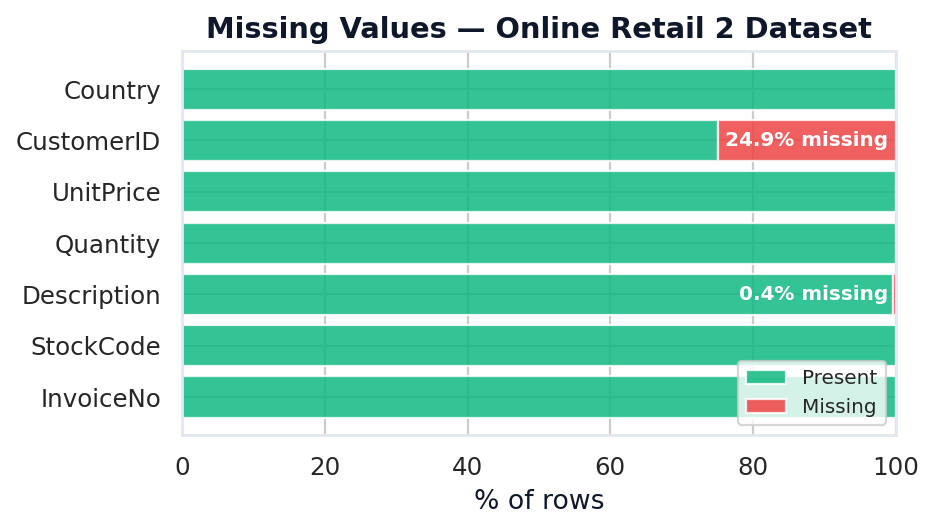 Missing Values — Online Retail 2 Dataset
Country
CustomerID
24.9% missing
UnitPrice
Quantity
Description
0.4% missing
StockCode
InvoiceNo
Present
Missing
0 20 40 60 80 100
% of rows